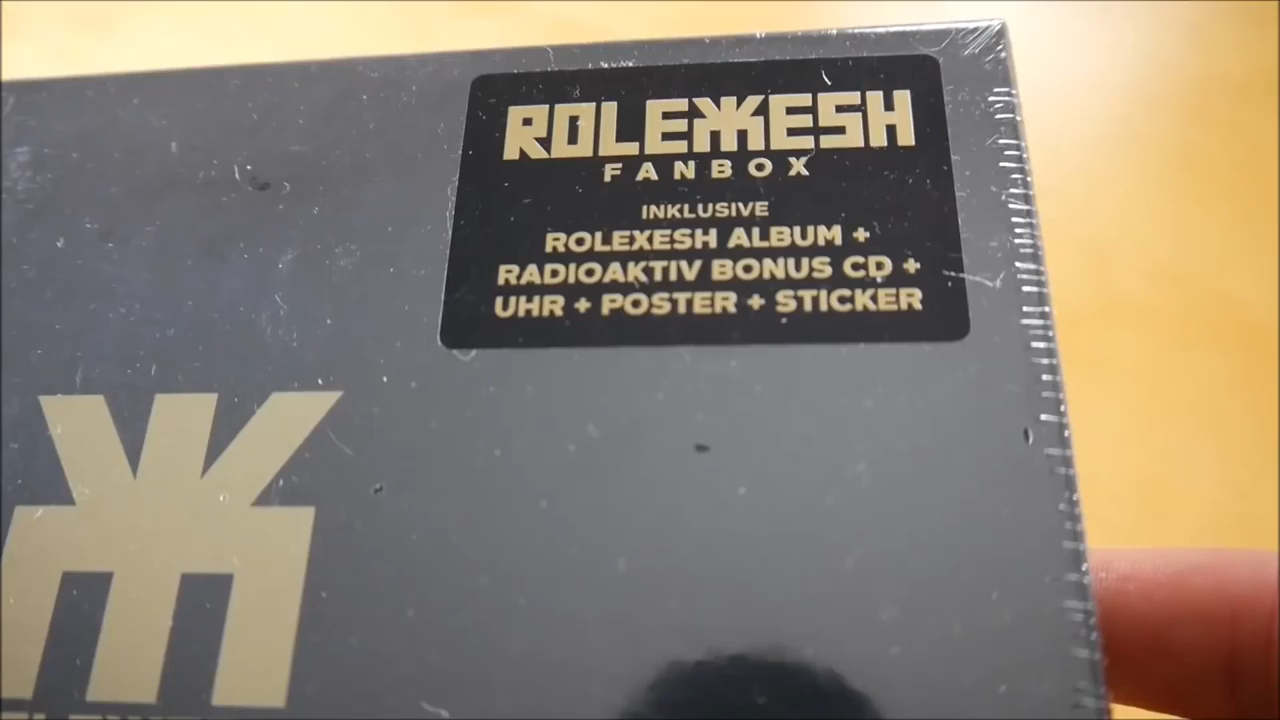 ROLEXESH
FANBOX
INKLUSIVE
ROLEXESH ALBUM +
RADIOAKTIV BONUS CD +
UHR + POSTER + STICKER